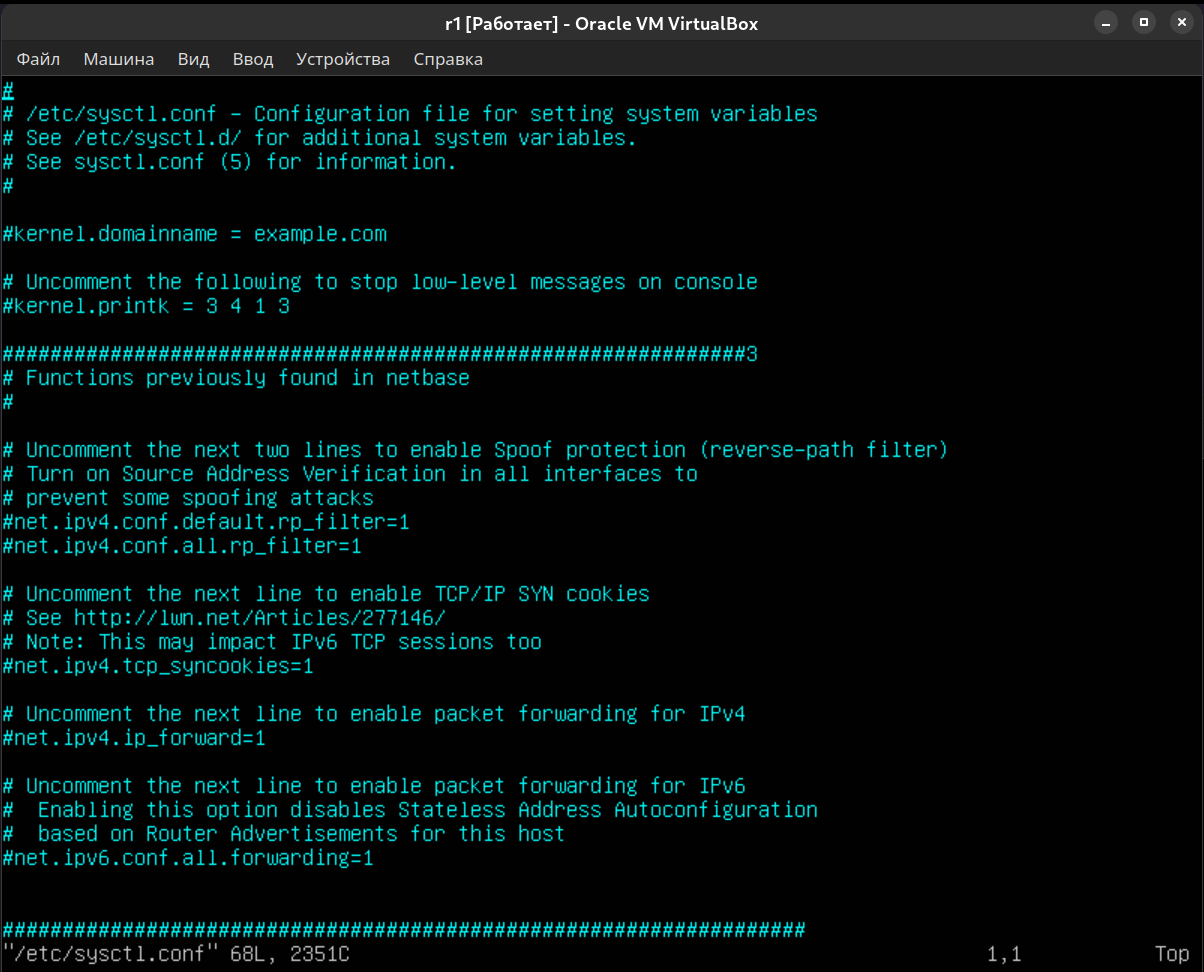 r1 [Работает] - Oracle VM VirtualBox
Файл Машина Вид Ввод Устройства Справка
#
# /etc/sysctl.conf - Configuration file for setting system variables
# See /etc/sysctl.d/ for additional system variables.
# See sysctl.conf (5) for information.
#
#kernel.domainname = example.com
# Uncomment the following to stop low-level messages on console
#kernel.printk = 3 4 1 3
##############################################################3
# Functions previously found in netbase
#
# Uncomment the next two lines to enable Spoof protection (reverse-path filter)
# Turn on Source Address Verification in all interfaces to
# prevent some spoofing attacks
#net.ipv4.conf.default.rp_filter=1
#net.ipv4.conf.all.rp_filter=1
# Uncomment the next line to enable TCP/IP SYN cookies
# See http://lwn.net/Articles/277146/
# Note: This may impact IPv6 TCP sessions too
#net.ipv4.tcp_syncookies=1
# Uncomment the next line to enable packet forwarding for IPv4
#net.ipv4.ip_forward=1
# Uncomment the next line to enable packet forwarding for IPv6
#  Enabling this option disables Stateless Address Autoconfiguration
#  based on Router Advertisements for this host
#net.ipv6.conf.all.forwarding=1
###################################################################
"/etc/sysctl.conf" 68L, 2351C 1,1 Top